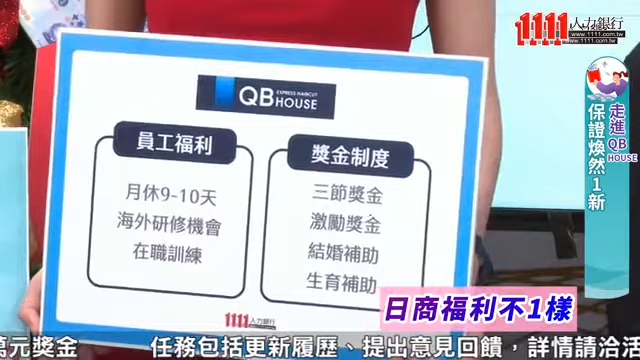 1111人力銀行
www.1111.com.tw
走進QB HOUSE
保證煥然1新
EXPRESS HAIRCUT
QB HOUSE
員工福利
月休9-10天
海外研修機會
在職訓練
獎金制度
三節獎金
激勵獎金
結婚補助
生育補助
1111人力銀行
日商福利不1樣
萬元獎金 任務包括更新履歷、提出意見回饋，詳情請洽活